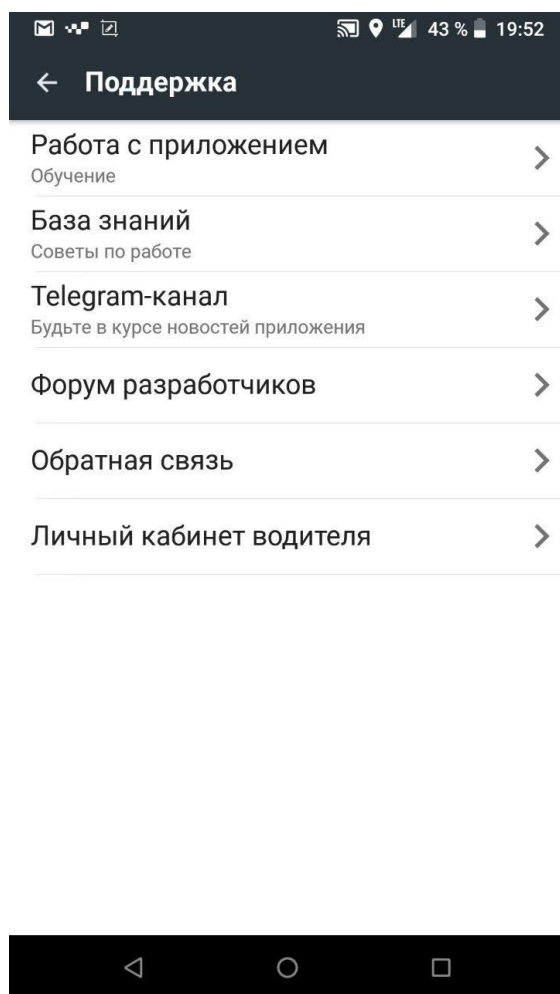 LTE 43 % 19:52
Поддержка
Работа с приложением
Обучение
База знаний
Советы по работе
Telegram-канал
Будьте в курсе новостей приложения
Форум разработчиков
Обратная связь
Личный кабинет водителя